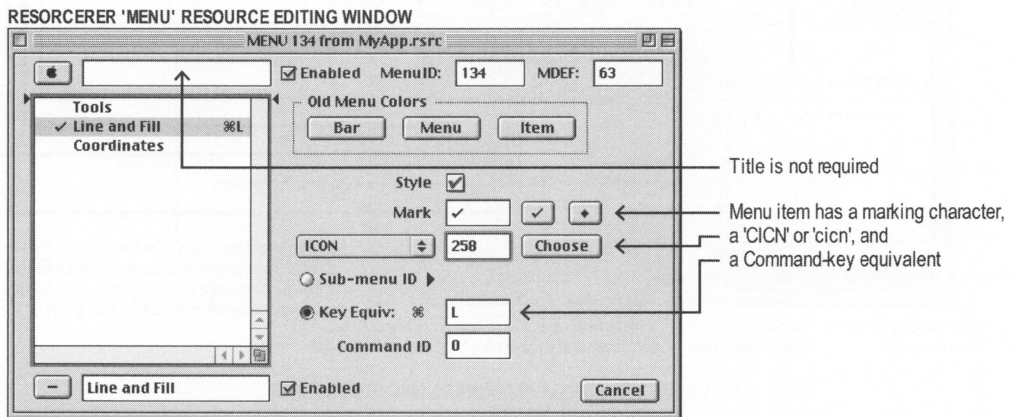 RESORCERER 'MENU' RESOURCE EDITING WINDOW
MENU 134 from MyApp.rsrc
Enabled MenuID: 134 MDEF: 63
Tools
✓ Line and Fill ⌘L
Coordinates
Old Menu Colors
Bar Menu Item
Style ✓
Mark ✓ ✓ ◆
ICON 258 Choose
Sub-menu ID ▶
Key Equiv: ⌘ L
Command ID 0
– Line and Fill Enabled Cancel
Title is not required
Menu item has a marking character,
a 'CICN' or 'cicn', and
a Command-key equivalent